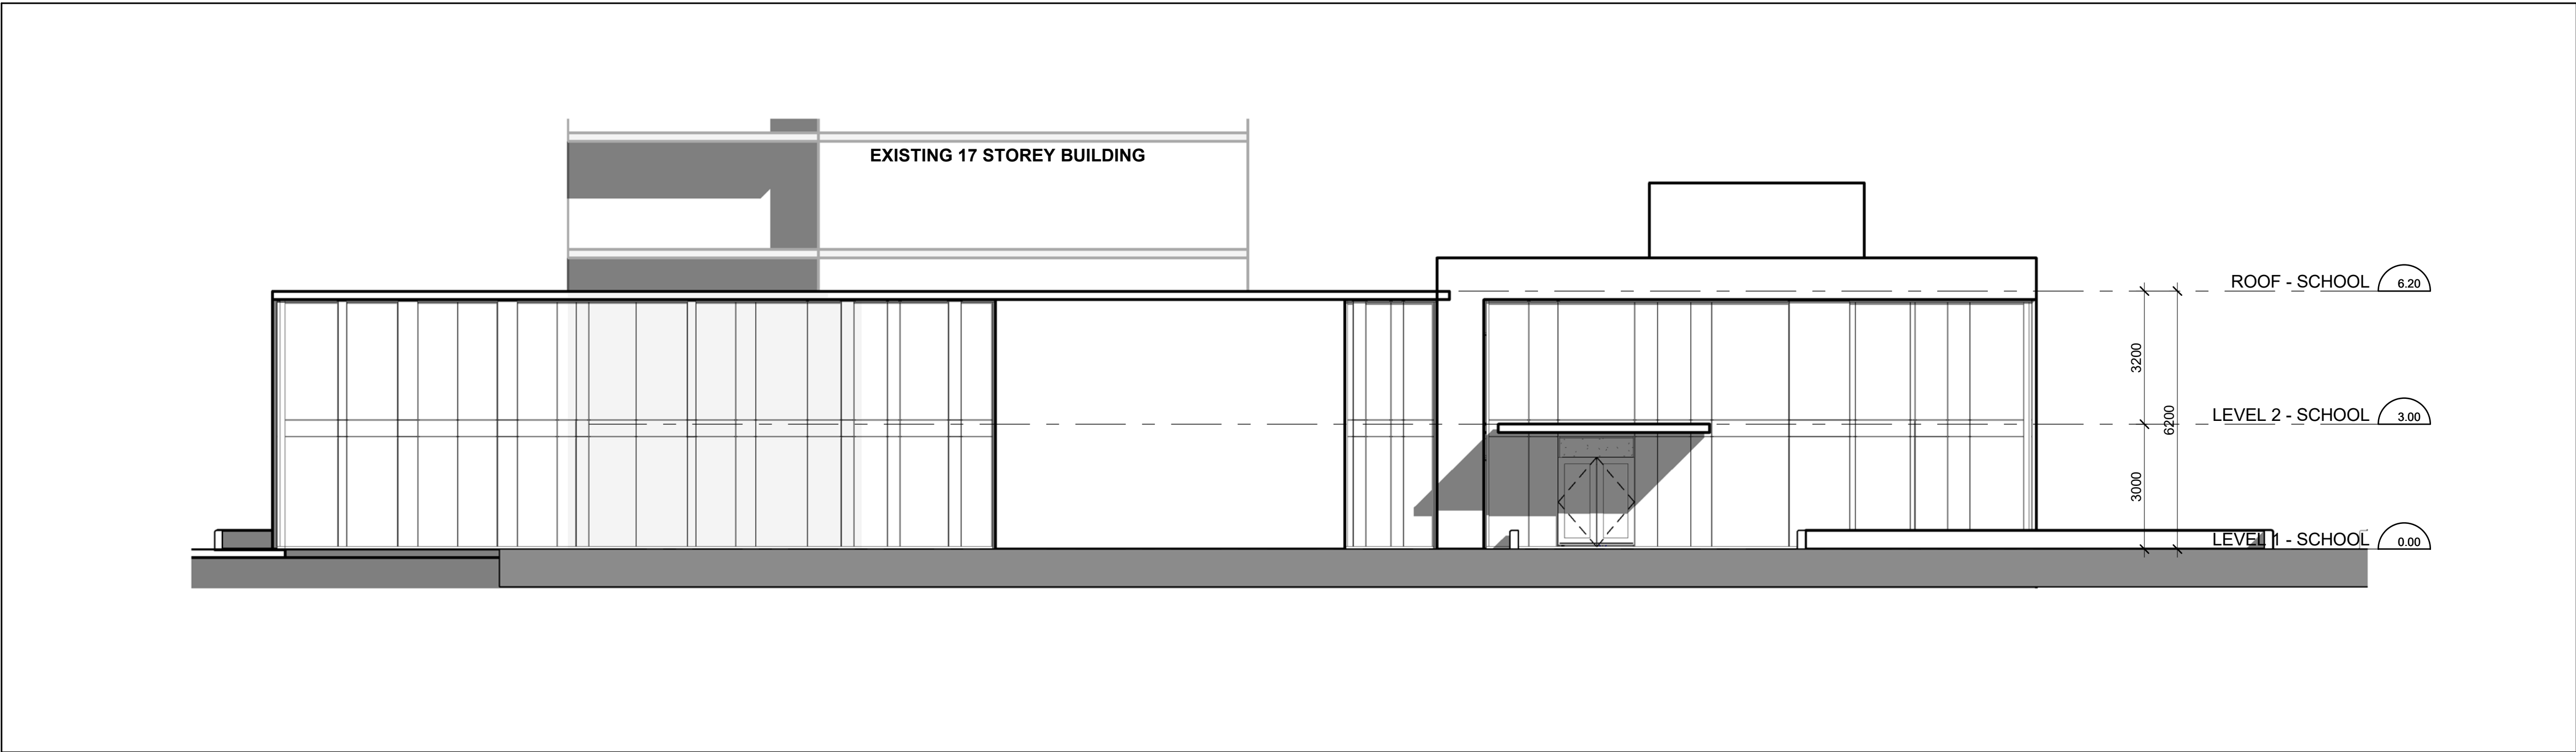 EXISTING 17 STOREY BUILDING
ROOF - SCHOOL 6.20
3200
LEVEL 2 - SCHOOL 3.00
6200
3000
LEVEL 1 - SCHOOL 0.00